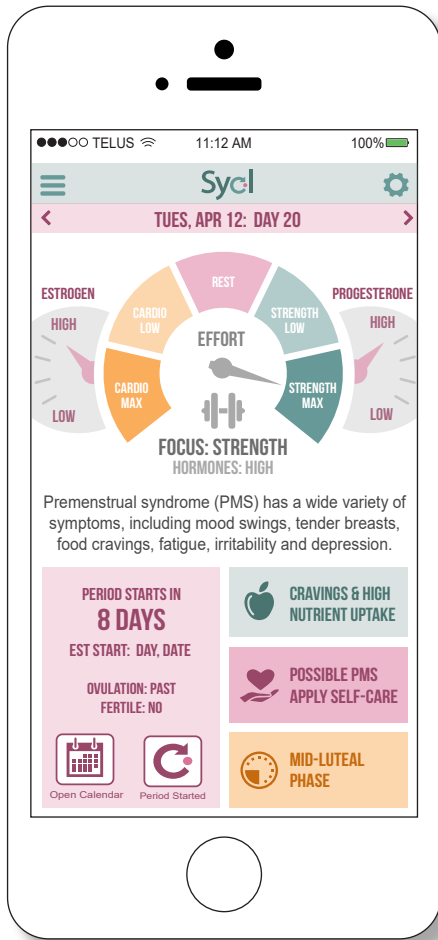 TELUS 11:12 AM 100%
Sycl
< TUES, APR 12: DAY 20 >
REST
ESTROGEN
PROGESTERONE
HIGH
CARDIO
LOW
STRENGTH
LOW
HIGH
EFFORT
CARDIO
MAX
STRENGTH
MAX
LOW
LOW
FOCUS: STRENGTH
HORMONES: HIGH
Premenstrual syndrome (PMS) has a wide variety of
symptoms, including mood swings, tender breasts,
food cravings, fatigue, irritability and depression.
PERIOD STARTS IN
8 DAYS
EST START: DAY, DATE
OVULATION: PAST
FERTILE: NO
Open Calendar
Period Started
CRAVINGS & HIGH
NUTRIENT UPTAKE
POSSIBLE PMS
APPLY SELF-CARE
MID-LUTEAL
PHASE